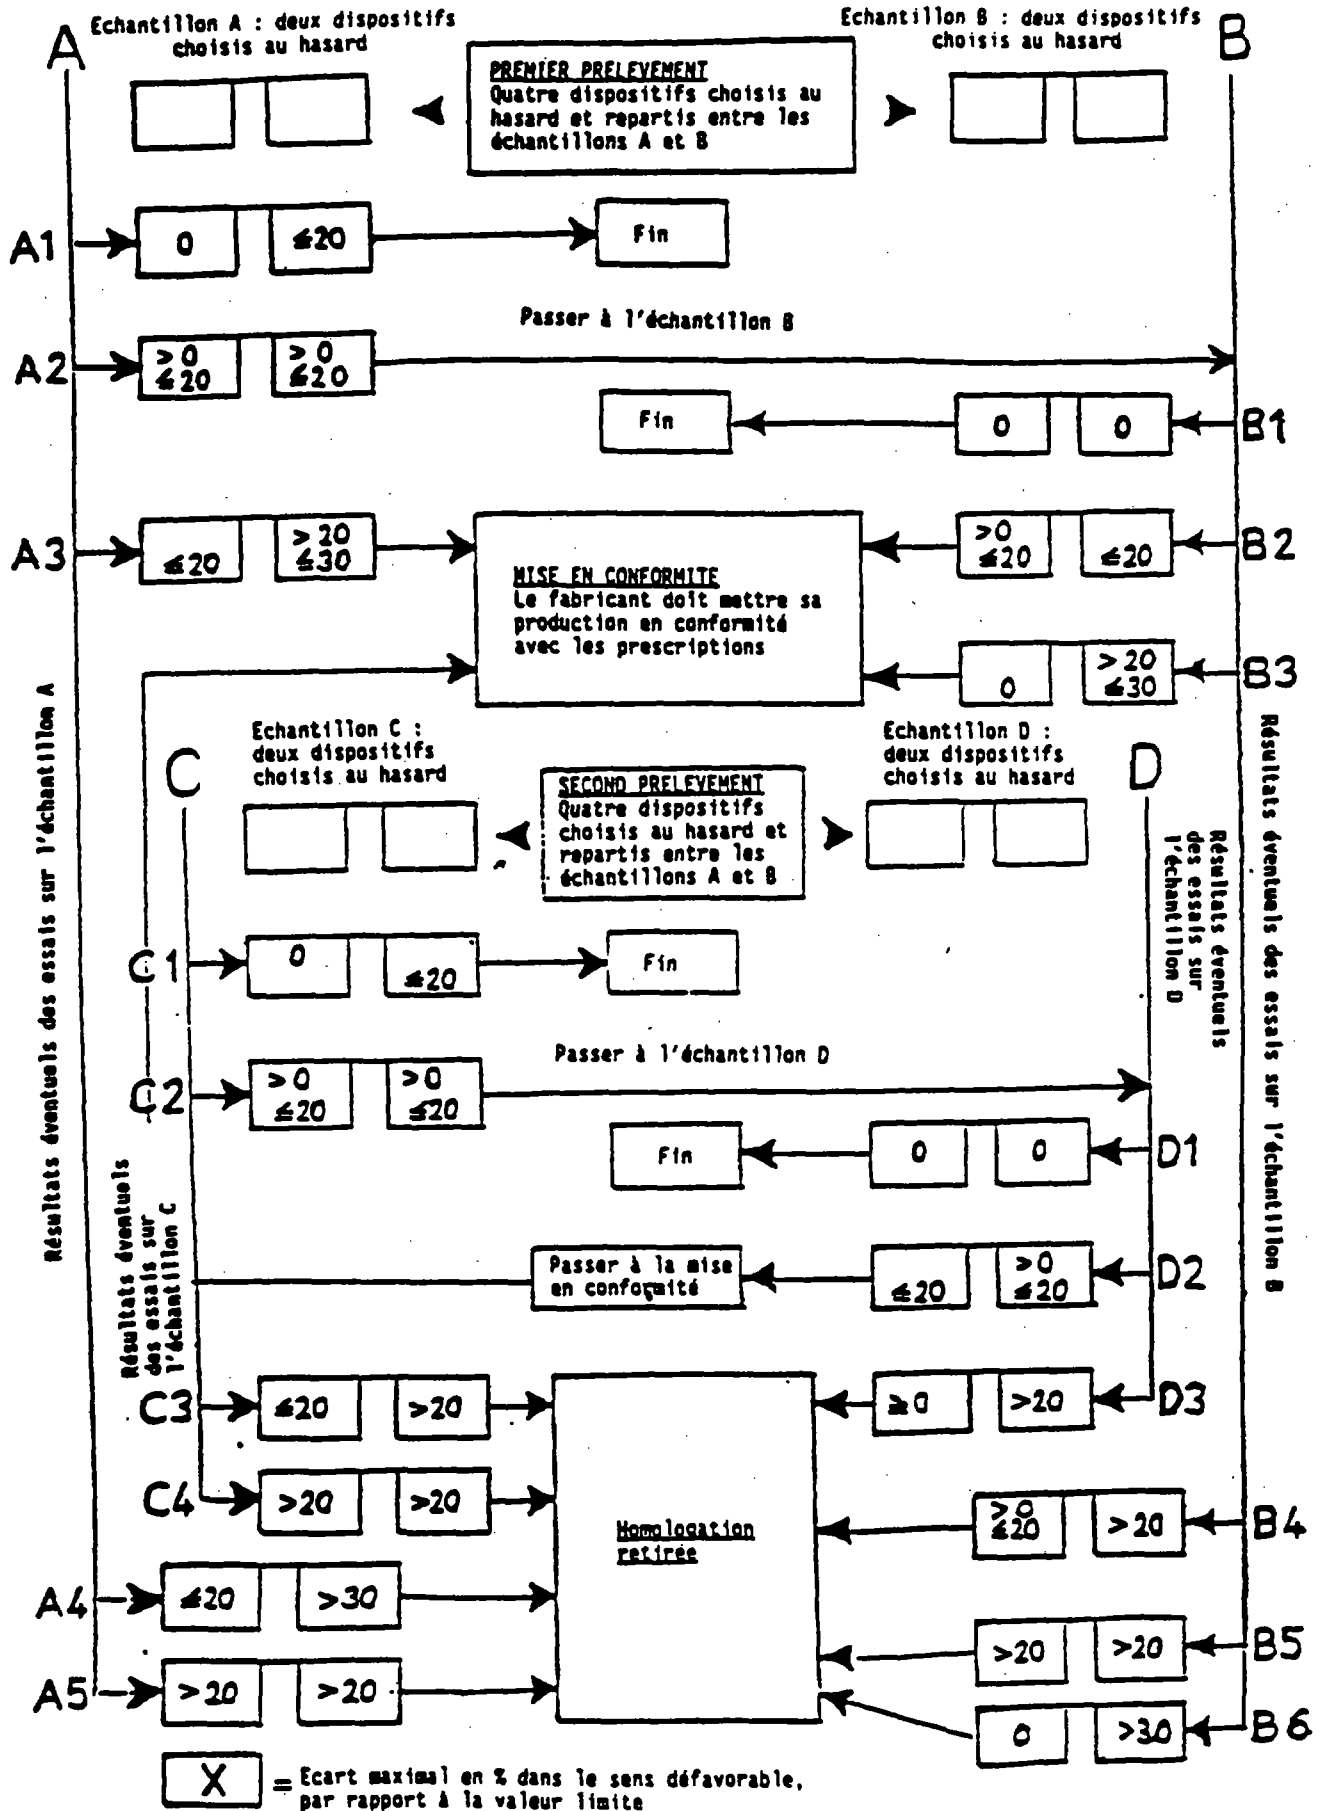 A
Echantillon A : deux dispositifs
choisis au hasard
PREMIER PRELEVEMENT
Quatre dispositifs choisis au
hasard et repartis entre les
échantillons A et B
Echantillon B : deux dispositifs
choisis au hasard
B
A1
0
≤20
Fin
Passer à l'échantillon B
A2
>0
≤20
>0
≤20
Fin
0
0
B1
A3
≤20
>20
≤30
MISE EN CONFORMITE
Le fabricant doit mettre sa
production en conformité
avec les prescriptions
>0
≤20
≤20
B2
0
>20
≤30
B3
C
Echantillon C :
deux dispositifs
choisis au hasard
SECOND PRELEVEMENT
Quatre dispositifs
choisis au hasard et
repartis entre les
échantillons A et B
Echantillon D :
deux dispositifs
choisis au hasard
D
Résultats éventuels des essais sur l'échantillon A
Résultats éventuels
des essais sur
l'échantillon D
Résultats éventuels des essais sur l'échantillon B
C1
0
≤20
Fin
Passer à l'échantillon D
C2
>0
≤20
>0
≤20
Fin
0
0
D1
Résultats éventuels
des essais sur
l'échantillon C
Passer à la mise
en conformité
≤20
>0
≤20
D2
C3
≤20
>20
Homologation
retirée
≥0
>20
D3
C4
>20
>20
>0
≤20
>20
B4
A4
≤20
>30
>20
>20
B5
A5
>20
>20
0
>30
B6
X
= Ecart maximal en % dans le sens défavorable,
par rapport à la valeur limite